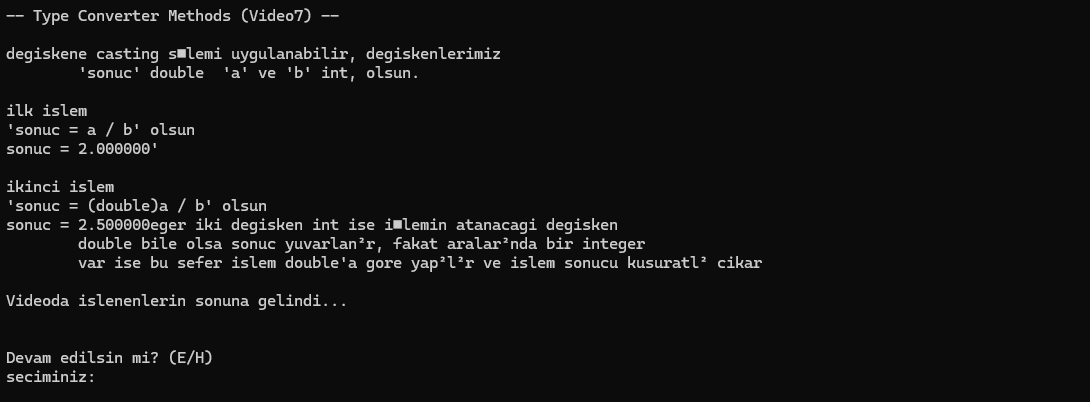 -- Type Converter Methods (Video7) --
degiskene casting s■lemi uygulanabilir, degiskenlerimiz
'sonuc' double  'a' ve 'b' int, olsun.
ilk islem
'sonuc = a / b' olsun
sonuc = 2.000000'
ikinci islem
'sonuc = (double)a / b' olsun
sonuc = 2.500000eger iki degisken int ise i■lemin atanacagi degisken
double bile olsa sonuc yuvarlan²r, fakat aralar²nda bir integer
var ise bu sefer islem double'a gore yap²l²r ve islem sonucu kusuratl² cikar
Videoda islenenlerin sonuna gelindi...
Devam edilsin mi? (E/H)
seciminiz: